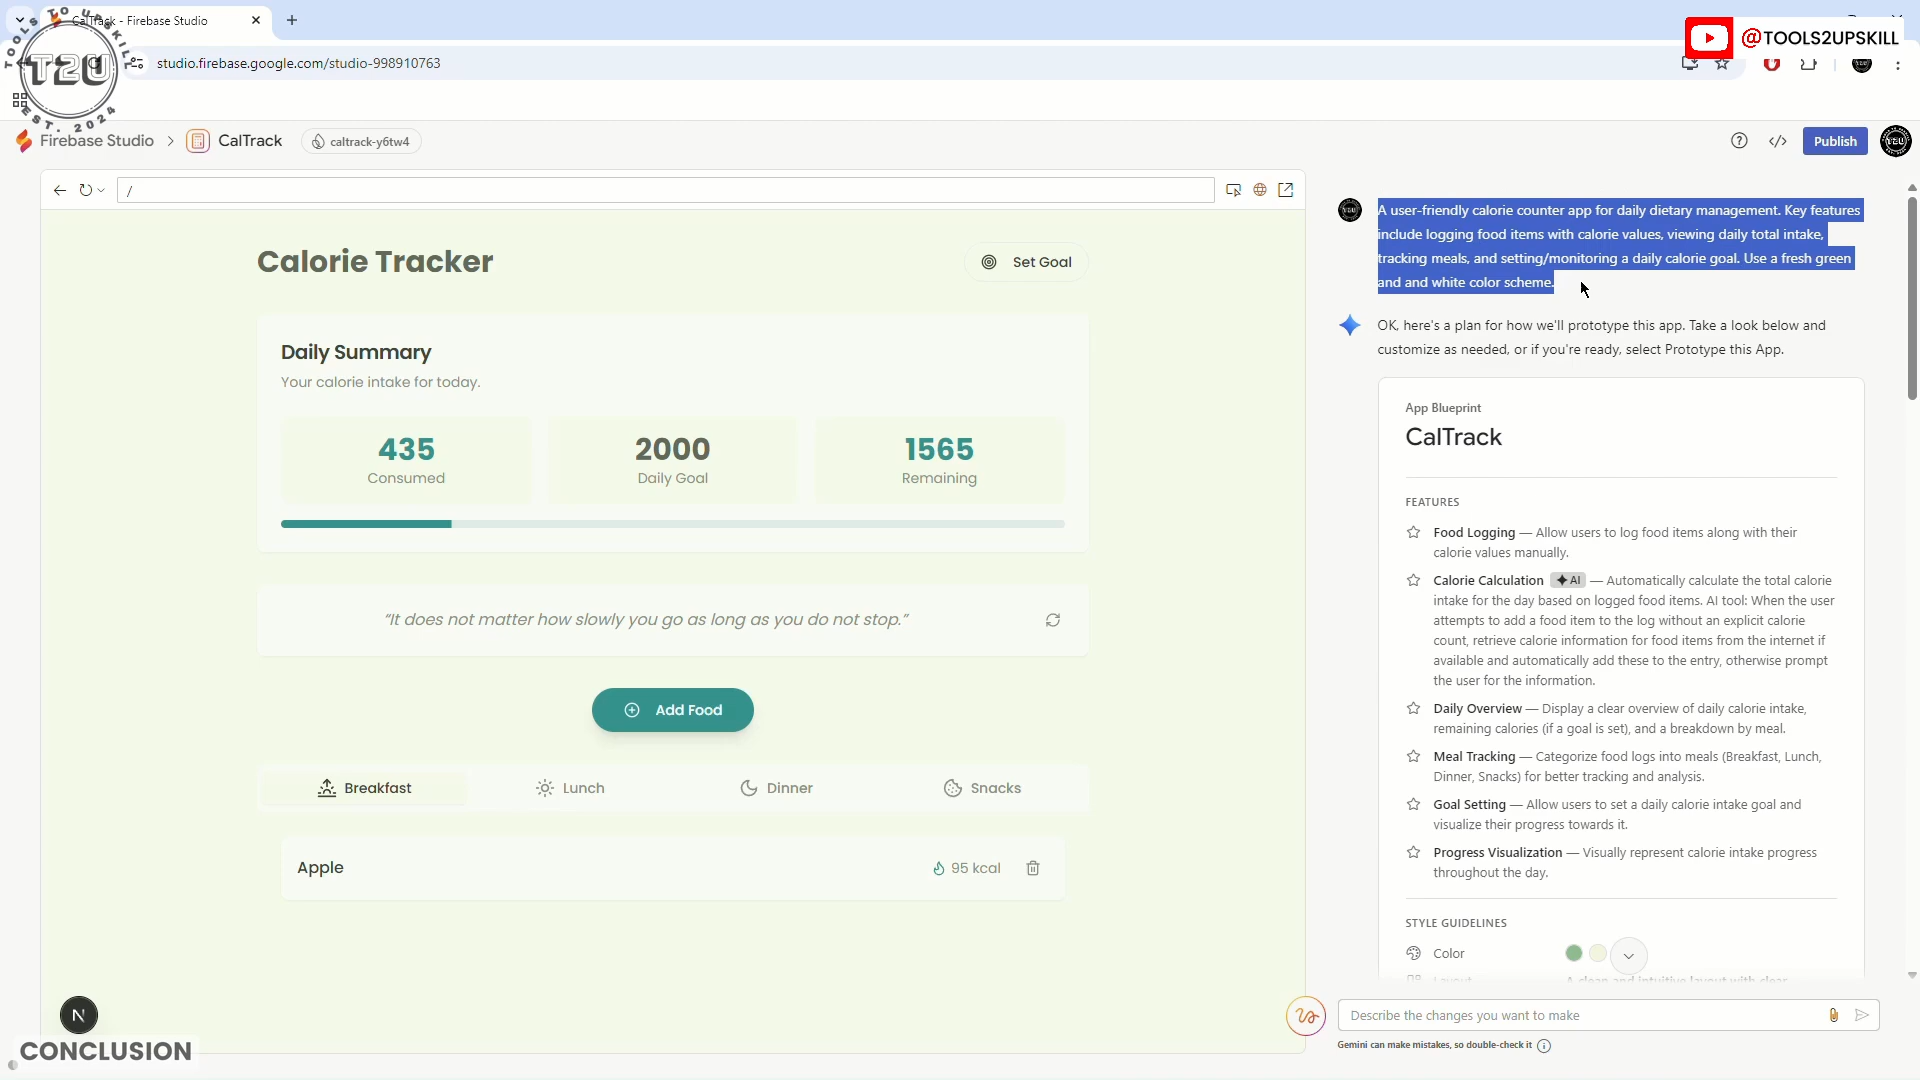 CalTrack - Firebase Studio
@TOOLS2UPSKILL
TOOLS TO UPSKILL
T2U
EST. 2024
studio.firebase.google.com/studio-998910763
Firebase Studio
CalTrack
caltrack-y6tw4
Publish
/
Calorie Tracker
Set Goal
Daily Summary
Your calorie intake for today.
435
Consumed
2000
Daily Goal
1565
Remaining
“It does not matter how slowly you go as long as you do not stop.”
Add Food
Breakfast
Lunch
Dinner
Snacks
Apple
95 kcal
N
CONCLUSION
A user-friendly calorie counter app for daily dietary management. Key features
include logging food items with calorie values, viewing daily total intake,
tracking meals, and setting/monitoring a daily calorie goal. Use a fresh green
and and white color scheme.
OK, here's a plan for how we'll prototype this app. Take a look below and
customize as needed, or if you're ready, select Prototype this App.
App Blueprint
CalTrack
FEATURES
Food Logging — Allow users to log food items along with their
calorie values manually.
Calorie Calculation AI — Automatically calculate the total calorie
intake for the day based on logged food items. AI tool: When the user
attempts to add a food item to the log without an explicit calorie
count, retrieve calorie information for food items from the internet if
available and automatically add these to the entry, otherwise prompt
the user for the information.
Daily Overview — Display a clear overview of daily calorie intake,
remaining calories (if a goal is set), and a breakdown by meal.
Meal Tracking — Categorize food logs into meals (Breakfast, Lunch,
Dinner, Snacks) for better tracking and analysis.
Goal Setting — Allow users to set a daily calorie intake goal and
visualize their progress towards it.
Progress Visualization — Visually represent calorie intake progress
throughout the day.
STYLE GUIDELINES
Color
Layout
A clean and intuitive layout with clear
Describe the changes you want to make
Gemini can make mistakes, so double-check it